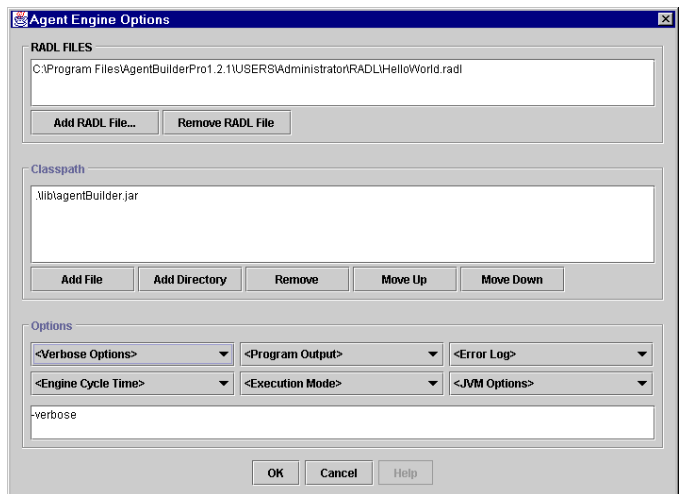 Agent Engine Options
RADL FILES
C:\Program Files\AgentBuilderPro1.2.1\USERS\Administrator\RADL\HelloWorld.radl
Add RADL File... Remove RADL File
Classpath
.\lib\agentBuilder.jar
Add File Add Directory Remove Move Up Move Down
Options
<Verbose Options> <Program Output> <Error Log>
<Engine Cycle Time> <Execution Mode> <JVM Options>
-verbose
OK Cancel Help